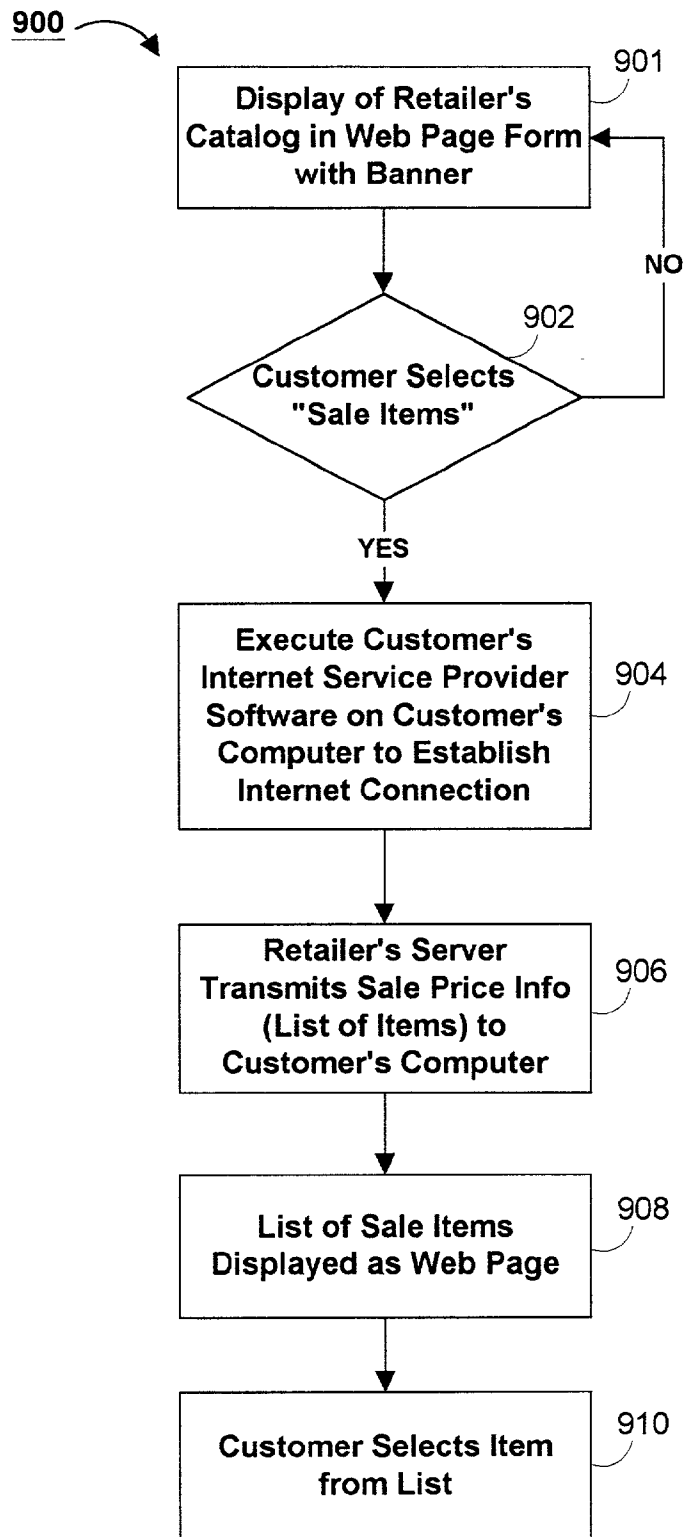 900
901
Display of Retailer's
Catalog in Web Page Form
with Banner
NO
902
Customer Selects
"Sale Items"
YES
Execute Customer's
Internet Service Provider
Software on Customer's
Computer to Establish
Internet Connection
904
Retailer's Server
Transmits Sale Price Info
(List of Items) to
Customer's Computer
906
List of Sale Items
Displayed as Web Page
908
Customer Selects Item
from List
910